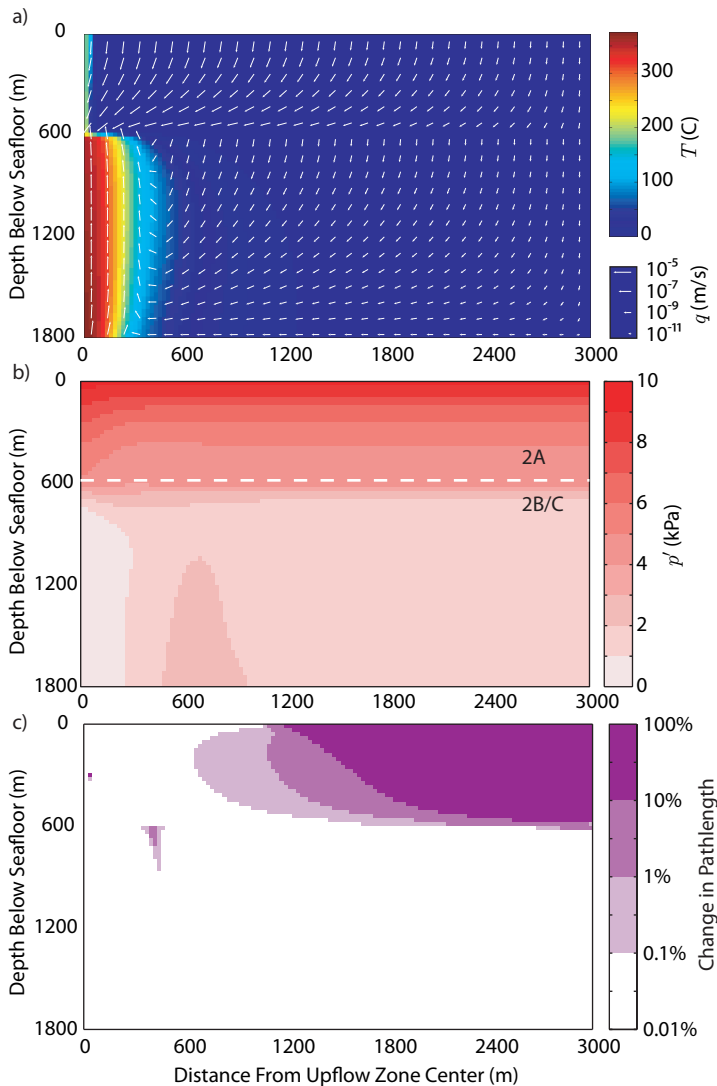 a)
0
600
1200
1800
Depth Below Seafloor (m)
0 600 1200 1800 2400 3000
300
200
100
0
T (C)
10⁻⁵
10⁻⁷
10⁻⁹
10⁻¹¹
q (m/s)
b)
0
600
1200
1800
Depth Below Seafloor (m)
2A
2B/C
0 600 1200 1800 2400 3000
10
8
6
4
2
0
p′ (kPa)
c)
0
600
1200
1800
Depth Below Seafloor (m)
0 600 1200 1800 2400 3000
Distance From Upflow Zone Center (m)
100%
10%
1%
0.1%
0.01%
Change in Pathlength